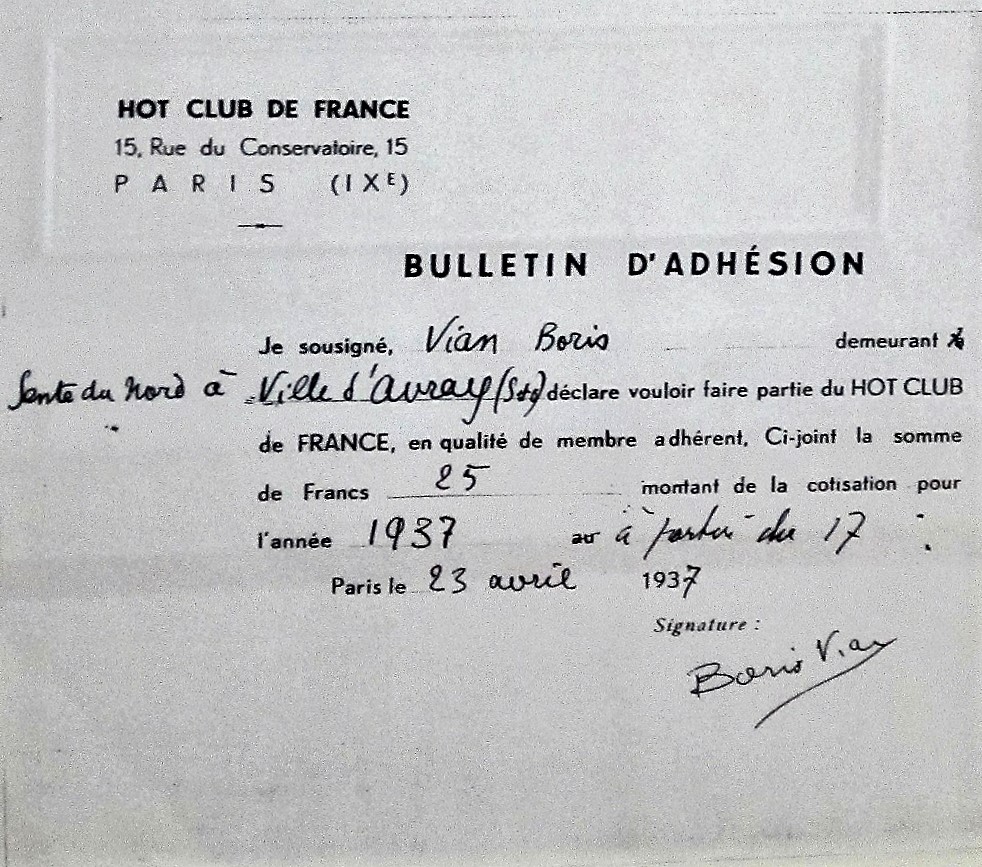 HOT CLUB DE FRANCE
15, Rue du Conservatoire, 15
PARIS (IXE)
BULLETIN D'ADHÉSION
Je sousigné, Vian Boris demeurant
Sente du Nord à Ville d'Avray (S&O) déclare vouloir faire partie du HOT CLUB
de FRANCE, en qualité de membre adhérent, Ci-joint la somme
de Francs 25 montant de la cotisation pour
l'année 1937 au à partir du 17
Paris le 23 avril 1937
Signature :
Boris Vian